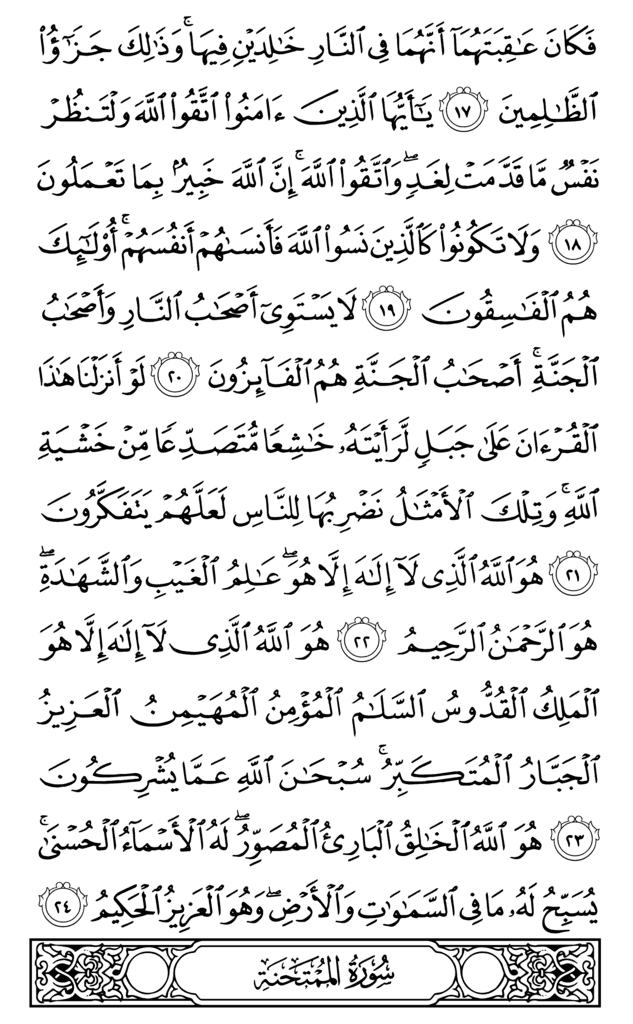 فَكَانَ عَٰقِبَتَهُمَآ أَنَّهُمَا فِي ٱلنَّارِ خَٰلِدَيۡنِ فِيهَاۚ وَذَٰلِكَ جَزَٰٓؤُاْ
ٱلظَّٰلِمِينَ ١٧ يَٰٓأَيُّهَا ٱلَّذِينَ ءَامَنُواْ ٱتَّقُواْ ٱللَّهَ وَلۡتَنظُرۡ
نَفۡسٞ مَّا قَدَّمَتۡ لِغَدٖۖ وَٱتَّقُواْ ٱللَّهَۚ إِنَّ ٱللَّهَ خَبِيرُۢ بِمَا تَعۡمَلُونَ
١٨ وَلَا تَكُونُواْ كَٱلَّذِينَ نَسُواْ ٱللَّهَ فَأَنسَىٰهُمۡ أَنفُسَهُمۡۚ أُوْلَٰٓئِكَ
هُمُ ٱلۡفَٰسِقُونَ ١٩ لَا يَسۡتَوِيٓ أَصۡحَٰبُ ٱلنَّارِ وَأَصۡحَٰبُ
ٱلۡجَنَّةِۚ أَصۡحَٰبُ ٱلۡجَنَّةِ هُمُ ٱلۡفَآئِزُونَ ٢٠ لَوۡ أَنزَلۡنَا هَٰذَا
ٱلۡقُرۡءَانَ عَلَىٰ جَبَلٖ لَّرَأَيۡتَهُۥ خَٰشِعٗا مُّتَصَدِّعٗا مِّنۡ خَشۡيَةِ
ٱللَّهِۚ وَتِلۡكَ ٱلۡأَمۡثَٰلُ نَضۡرِبُهَا لِلنَّاسِ لَعَلَّهُمۡ يَتَفَكَّرُونَ
٢١ هُوَ ٱللَّهُ ٱلَّذِي لَآ إِلَٰهَ إِلَّا هُوَۖ عَٰلِمُ ٱلۡغَيۡبِ وَٱلشَّهَٰدَةِۖ
هُوَ ٱلرَّحۡمَٰنُ ٱلرَّحِيمُ ٢٢ هُوَ ٱللَّهُ ٱلَّذِي لَآ إِلَٰهَ إِلَّا هُوَ
ٱلۡمَلِكُ ٱلۡقُدُّوسُ ٱلسَّلَٰمُ ٱلۡمُؤۡمِنُ ٱلۡمُهَيۡمِنُ ٱلۡعَزِيزُ
ٱلۡجَبَّارُ ٱلۡمُتَكَبِّرُۚ سُبۡحَٰنَ ٱللَّهِ عَمَّا يُشۡرِكُونَ
٢٣ هُوَ ٱللَّهُ ٱلۡخَٰلِقُ ٱلۡبَارِئُ ٱلۡمُصَوِّرُۖ لَهُ ٱلۡأَسۡمَآءُ ٱلۡحُسۡنَىٰۚ
يُسَبِّحُ لَهُۥ مَا فِي ٱلسَّمَٰوَٰتِ وَٱلۡأَرۡضِۖ وَهُوَ ٱلۡعَزِيزُ ٱلۡحَكِيمُ ٢٤
سُورَةُ المُمۡتَحنَةِ